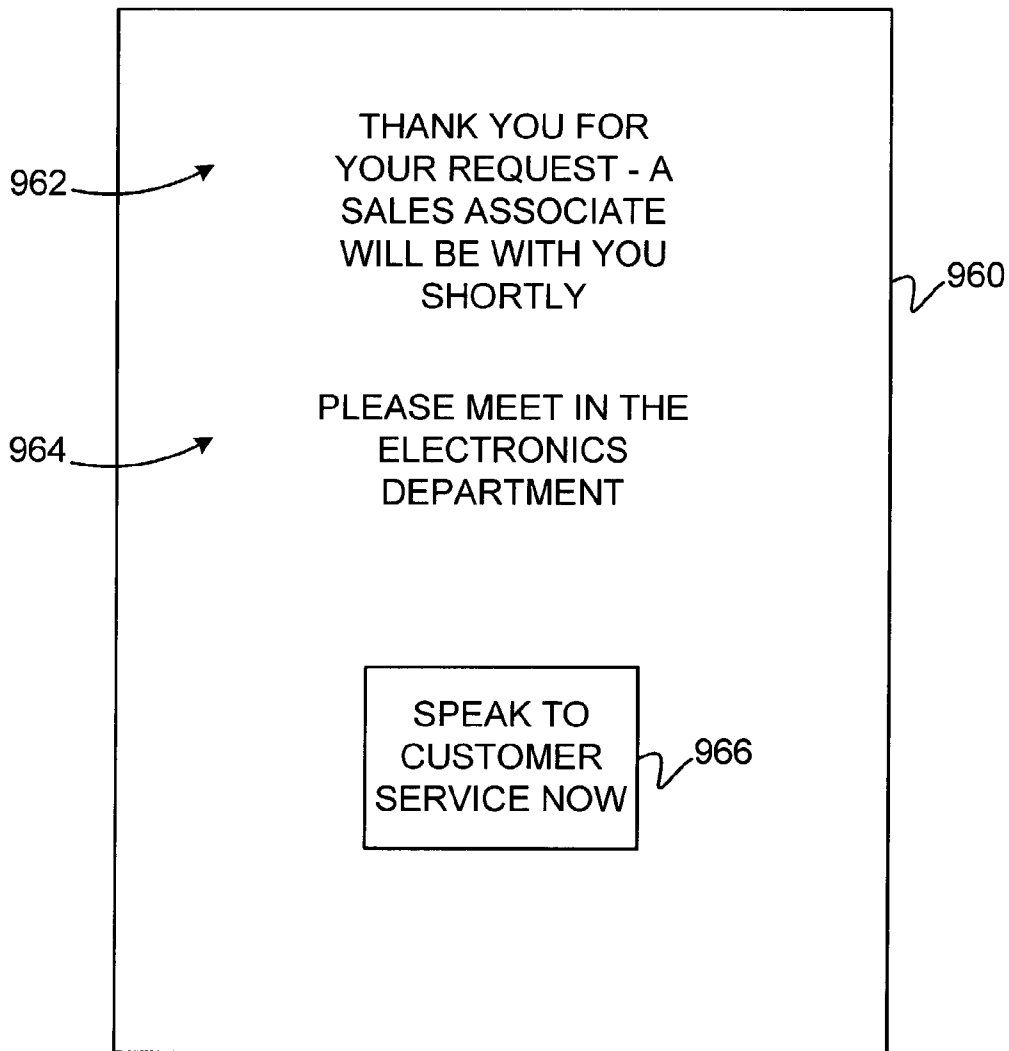 THANK YOU FOR
YOUR REQUEST - A
SALES ASSOCIATE
WILL BE WITH YOU
SHORTLY
962
960
PLEASE MEET IN THE
ELECTRONICS
DEPARTMENT
964
SPEAK TO
CUSTOMER
SERVICE NOW
966